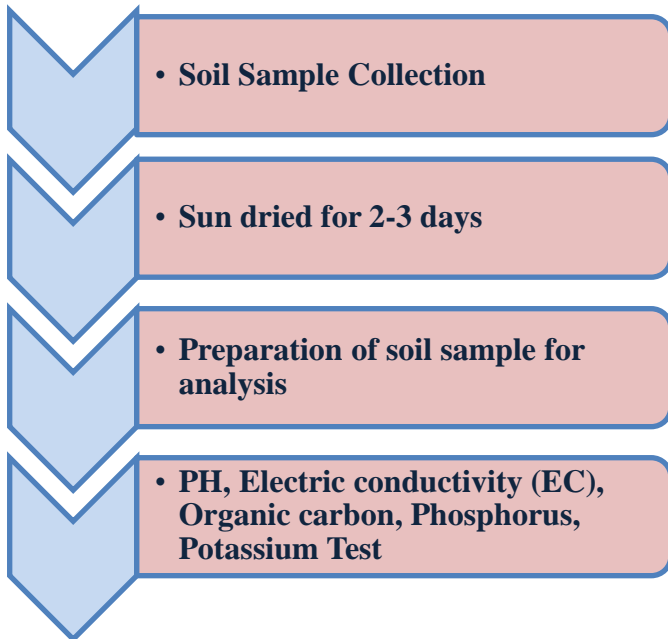 • Soil Sample Collection
• Sun dried for 2-3 days
• Preparation of soil sample for
analysis
• PH, Electric conductivity (EC),
Organic carbon, Phosphorus,
Potassium Test